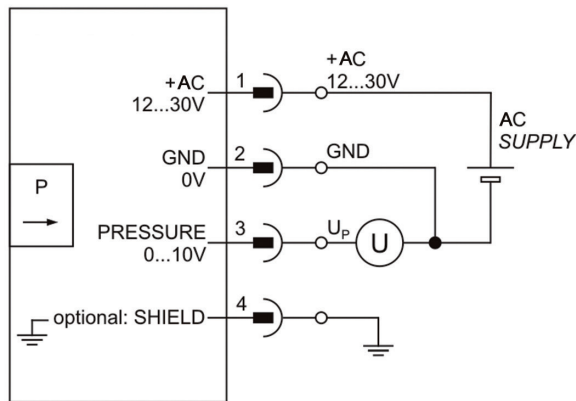 +AC 1 +AC
12...30V 12...30V
AC
SUPPLY
GND 2 GND
0V
P
PRESSURE 3 U_P U
0...10V
optional: SHIELD 4